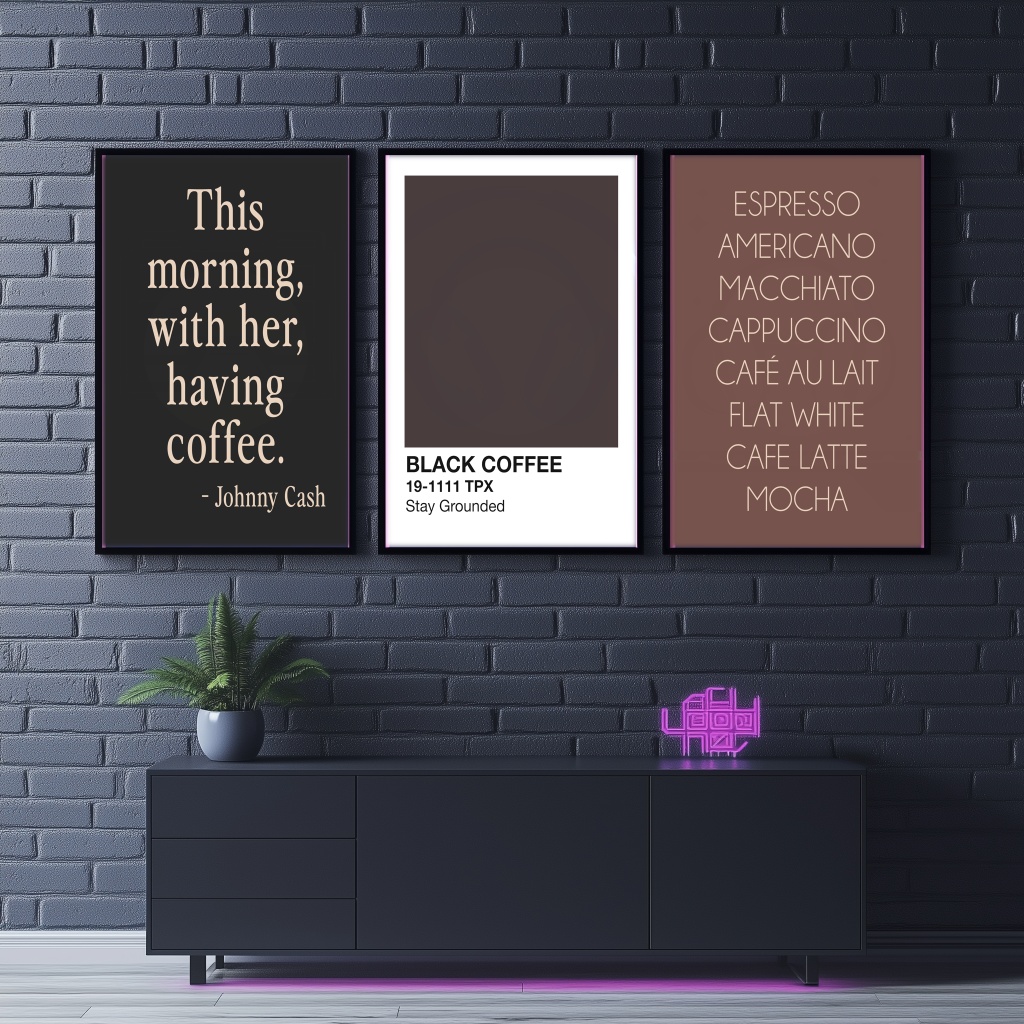 This
morning,
with her,
having
coffee.
- Johnny Cash
BLACK COFFEE
19-1111 TPX
Stay Grounded
ESPRESSO
AMERICANO
MACCHIATO
CAPPUCCINO
CAFÉ AU LAIT
FLAT WHITE
CAFE LATTE
MOCHA